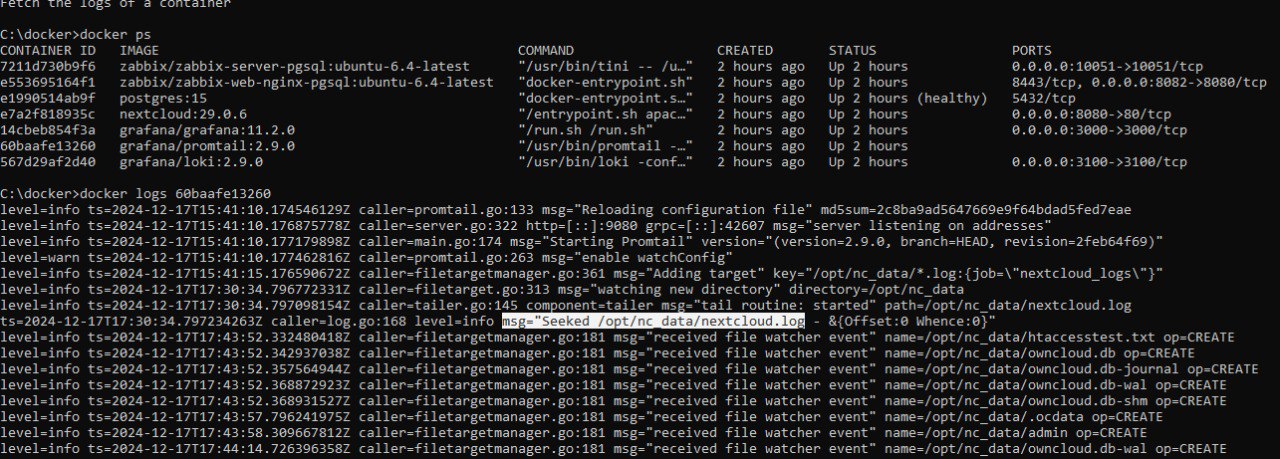 Fetch the logs of a container
C:\docker>docker ps
CONTAINER ID IMAGE COMMAND CREATED STATUS PORTS
7211d730b9f6 zabbix/zabbix-server-pgsql:ubuntu-6.4-latest "/usr/bin/tini -- /u…" 2 hours ago Up 2 hours 0.0.0.0:10051->10051/tcp
e553695164f1 zabbix/zabbix-web-nginx-pgsql:ubuntu-6.4-latest "docker-entrypoint.sh" 2 hours ago Up 2 hours 8443/tcp, 0.0.0.0:8082->8080/tcp
e1990514ab9f postgres:15 "docker-entrypoint.s…" 2 hours ago Up 2 hours (healthy) 5432/tcp
e7a2f818935c nextcloud:29.0.6 "/entrypoint.sh apac…" 2 hours ago Up 2 hours 0.0.0.0:8080->80/tcp
14cbeb854f3a grafana/grafana:11.2.0 "/run.sh /run.sh" 2 hours ago Up 2 hours 0.0.0.0:3000->3000/tcp
60baafe13260 grafana/promtail:2.9.0 "/usr/bin/promtail -…" 2 hours ago Up 2 hours
567d29af2d40 grafana/loki:2.9.0 "/usr/bin/loki -conf…" 2 hours ago Up 2 hours 0.0.0.0:3100->3100/tcp
C:\docker>docker logs 60baafe13260
level=info ts=2024-12-17T15:41:10.174546129Z caller=promtail.go:133 msg="Reloading configuration file" md5sum=2c8ba9ad5647669e9f64bdad5fed7eae
level=info ts=2024-12-17T15:41:10.176875778Z caller=server.go:322 http=[::]:9080 grpc=[::]:42607 msg="server listening on addresses"
level=info ts=2024-12-17T15:41:10.177179898Z caller=main.go:174 msg="Starting Promtail" version="(version=2.9.0, branch=HEAD, revision=2feb64f69)"
level=warn ts=2024-12-17T15:41:10.177462816Z caller=promtail.go:263 msg="enable watchConfig"
level=info ts=2024-12-17T15:41:15.176590672Z caller=filetargetmanager.go:361 msg="Adding target" key="/opt/nc_data/*.log:{job=\"nextcloud_logs\"}"
level=info ts=2024-12-17T17:30:34.796772331Z caller=filetarget.go:313 msg="watching new directory" directory=/opt/nc_data
level=info ts=2024-12-17T17:30:34.797098154Z caller=tailer.go:145 component=tailer msg="tail routine: started" path=/opt/nc_data/nextcloud.log
ts=2024-12-17T17:30:34.797234263Z caller=log.go:168 level=info msg="Seeked /opt/nc_data/nextcloud.log - &{Offset:0 Whence:0}"
level=info ts=2024-12-17T17:43:52.332480418Z caller=filetargetmanager.go:181 msg="received file watcher event" name=/opt/nc_data/htaccesstest.txt op=CREATE
level=info ts=2024-12-17T17:43:52.342937038Z caller=filetargetmanager.go:181 msg="received file watcher event" name=/opt/nc_data/owncloud.db op=CREATE
level=info ts=2024-12-17T17:43:52.357564944Z caller=filetargetmanager.go:181 msg="received file watcher event" name=/opt/nc_data/owncloud.db-journal op=CREATE
level=info ts=2024-12-17T17:43:52.368872923Z caller=filetargetmanager.go:181 msg="received file watcher event" name=/opt/nc_data/owncloud.db-wal op=CREATE
level=info ts=2024-12-17T17:43:52.368931527Z caller=filetargetmanager.go:181 msg="received file watcher event" name=/opt/nc_data/owncloud.db-shm op=CREATE
level=info ts=2024-12-17T17:43:57.796241975Z caller=filetargetmanager.go:181 msg="received file watcher event" name=/opt/nc_data/.ocdata op=CREATE
level=info ts=2024-12-17T17:43:58.309667812Z caller=filetargetmanager.go:181 msg="received file watcher event" name=/opt/nc_data/admin op=CREATE
level=info ts=2024-12-17T17:44:14.726396358Z caller=filetargetmanager.go:181 msg="received file watcher event" name=/opt/nc_data/owncloud.db-wal op=CREATE